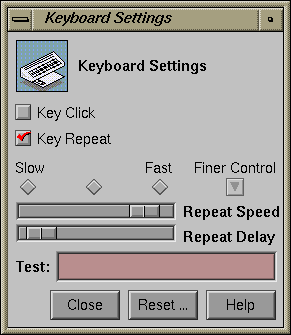 Keyboard Settings
Keyboard Settings
Key Click
Key Repeat
Slow Fast Finer Control
Repeat Speed
Repeat Delay
Test:
Close Reset ... Help